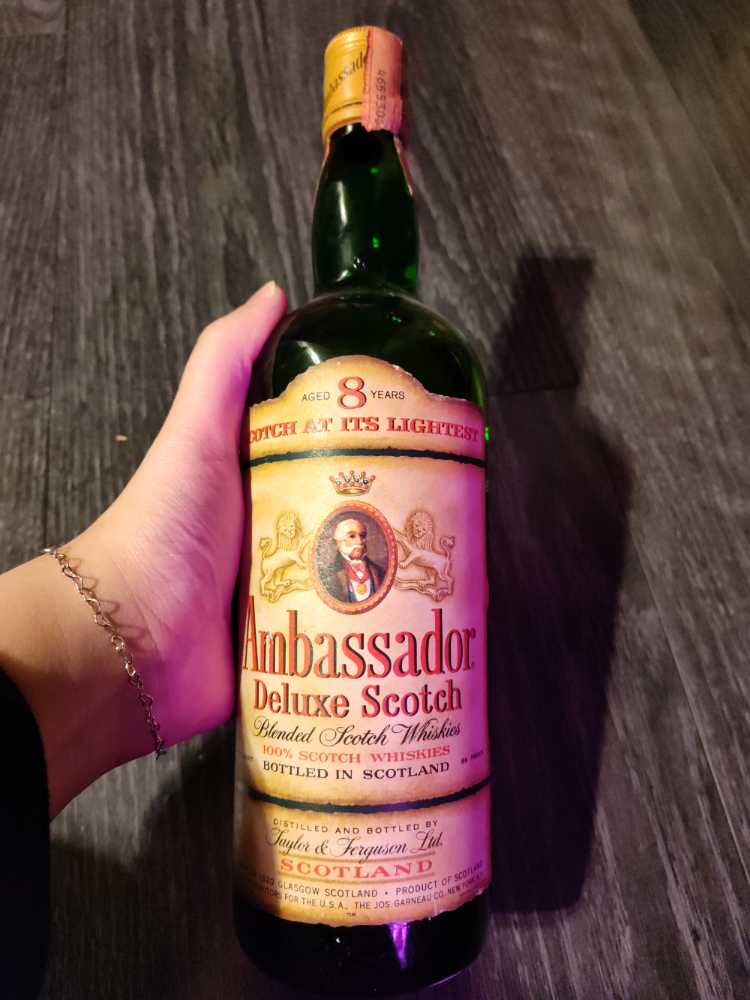 AGED 8 YEARS
SCOTCH AT ITS LIGHTEST
Ambassador
Deluxe Scotch
Blended Scotch Whiskies
100% SCOTCH WHISKIES
BOTTLED IN SCOTLAND
86 PROOF
DISTILLED AND BOTTLED BY
Taylor & Ferguson Ltd.
SCOTLAND
GLASGOW SCOTLAND • PRODUCT OF SCOTLAND
FOR THE U.S.A., THE JOS. GARNEAU CO. NEW YORK